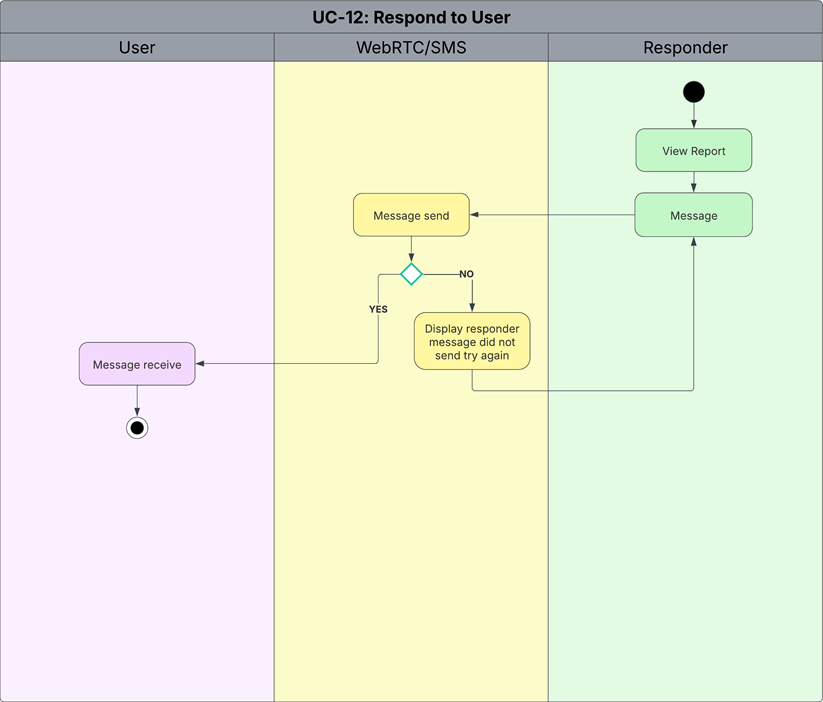 UC-12: Respond to User
User
WebRTC/SMS
Responder
View Report
Message send
Message
NO
YES
Display responder
message did not
send try again
Message receive